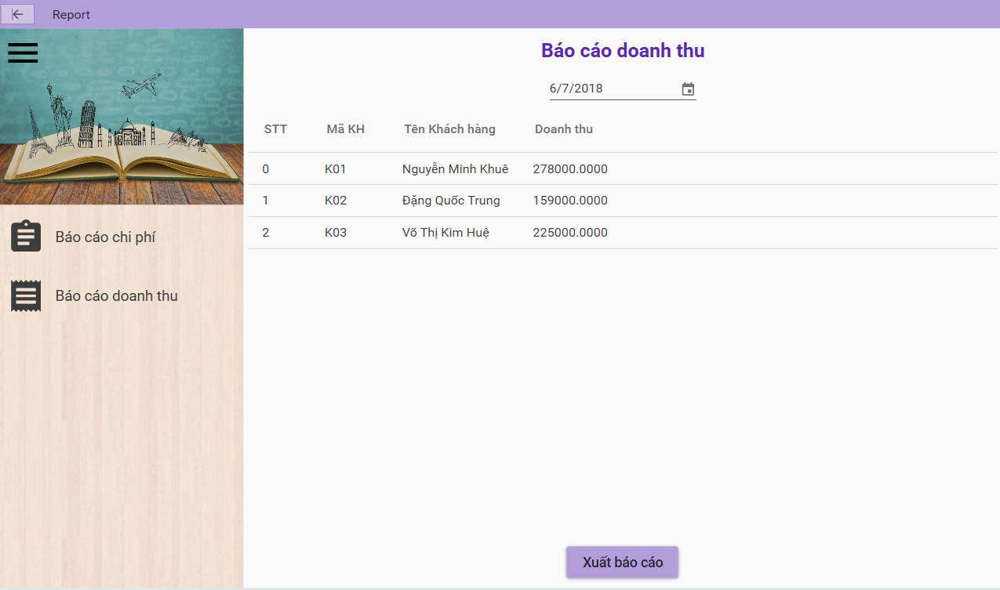 Report
Báo cáo chi phí
Báo cáo doanh thu
Báo cáo doanh thu
6/7/2018
STT Mã KH Tên Khách hàng Doanh thu
0 K01 Nguyễn Minh Khuê 278000.0000
1 K02 Đặng Quốc Trung 159000.0000
2 K03 Võ Thị Kim Huệ 225000.0000
Xuất báo cáo